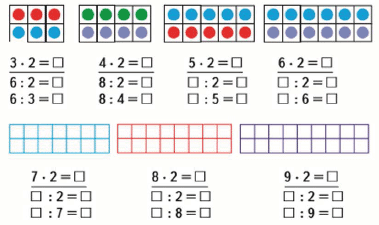 3 · 2 = □ 4 · 2 = □ 5 · 2 = □ 6 · 2 = □
6 : 2 = □ 8 : 2 = □ □ : 2 = □ □ : 2 = □
6 : 3 = □ 8 : 4 = □ □ : 5 = □ □ : 6 = □
7 · 2 = □ 8 · 2 = □ 9 · 2 = □
□ : 2 = □ □ : 2 = □ □ : 2 = □
□ : 7 = □ □ : 8 = □ □ : 9 = □